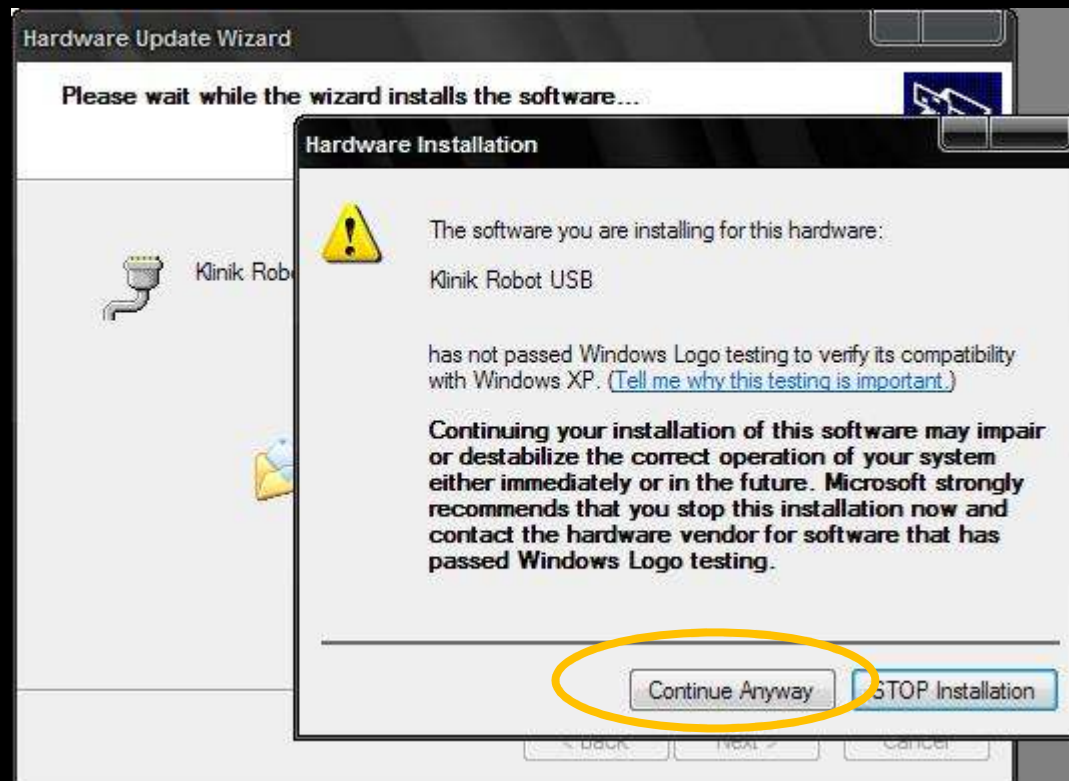 Hardware Update Wizard
Please wait while the wizard installs the software...
Hardware Installation
The software you are installing for this hardware:
Klinik Robot USB
Klinik
has not passed Windows Logo testing to verify its compatibility
with Windows XP. (Tell me why this testing is important.)
Continuing your installation of this software may impair
or destabilize the correct operation of your system
either immediately or in the future. Microsoft strongly
recommends that you stop this installation now and
contact the hardware vendor for software that has
passed Windows Logo testing.
Continue Anyway
STOP Installation
< Back
Next >
Cancel